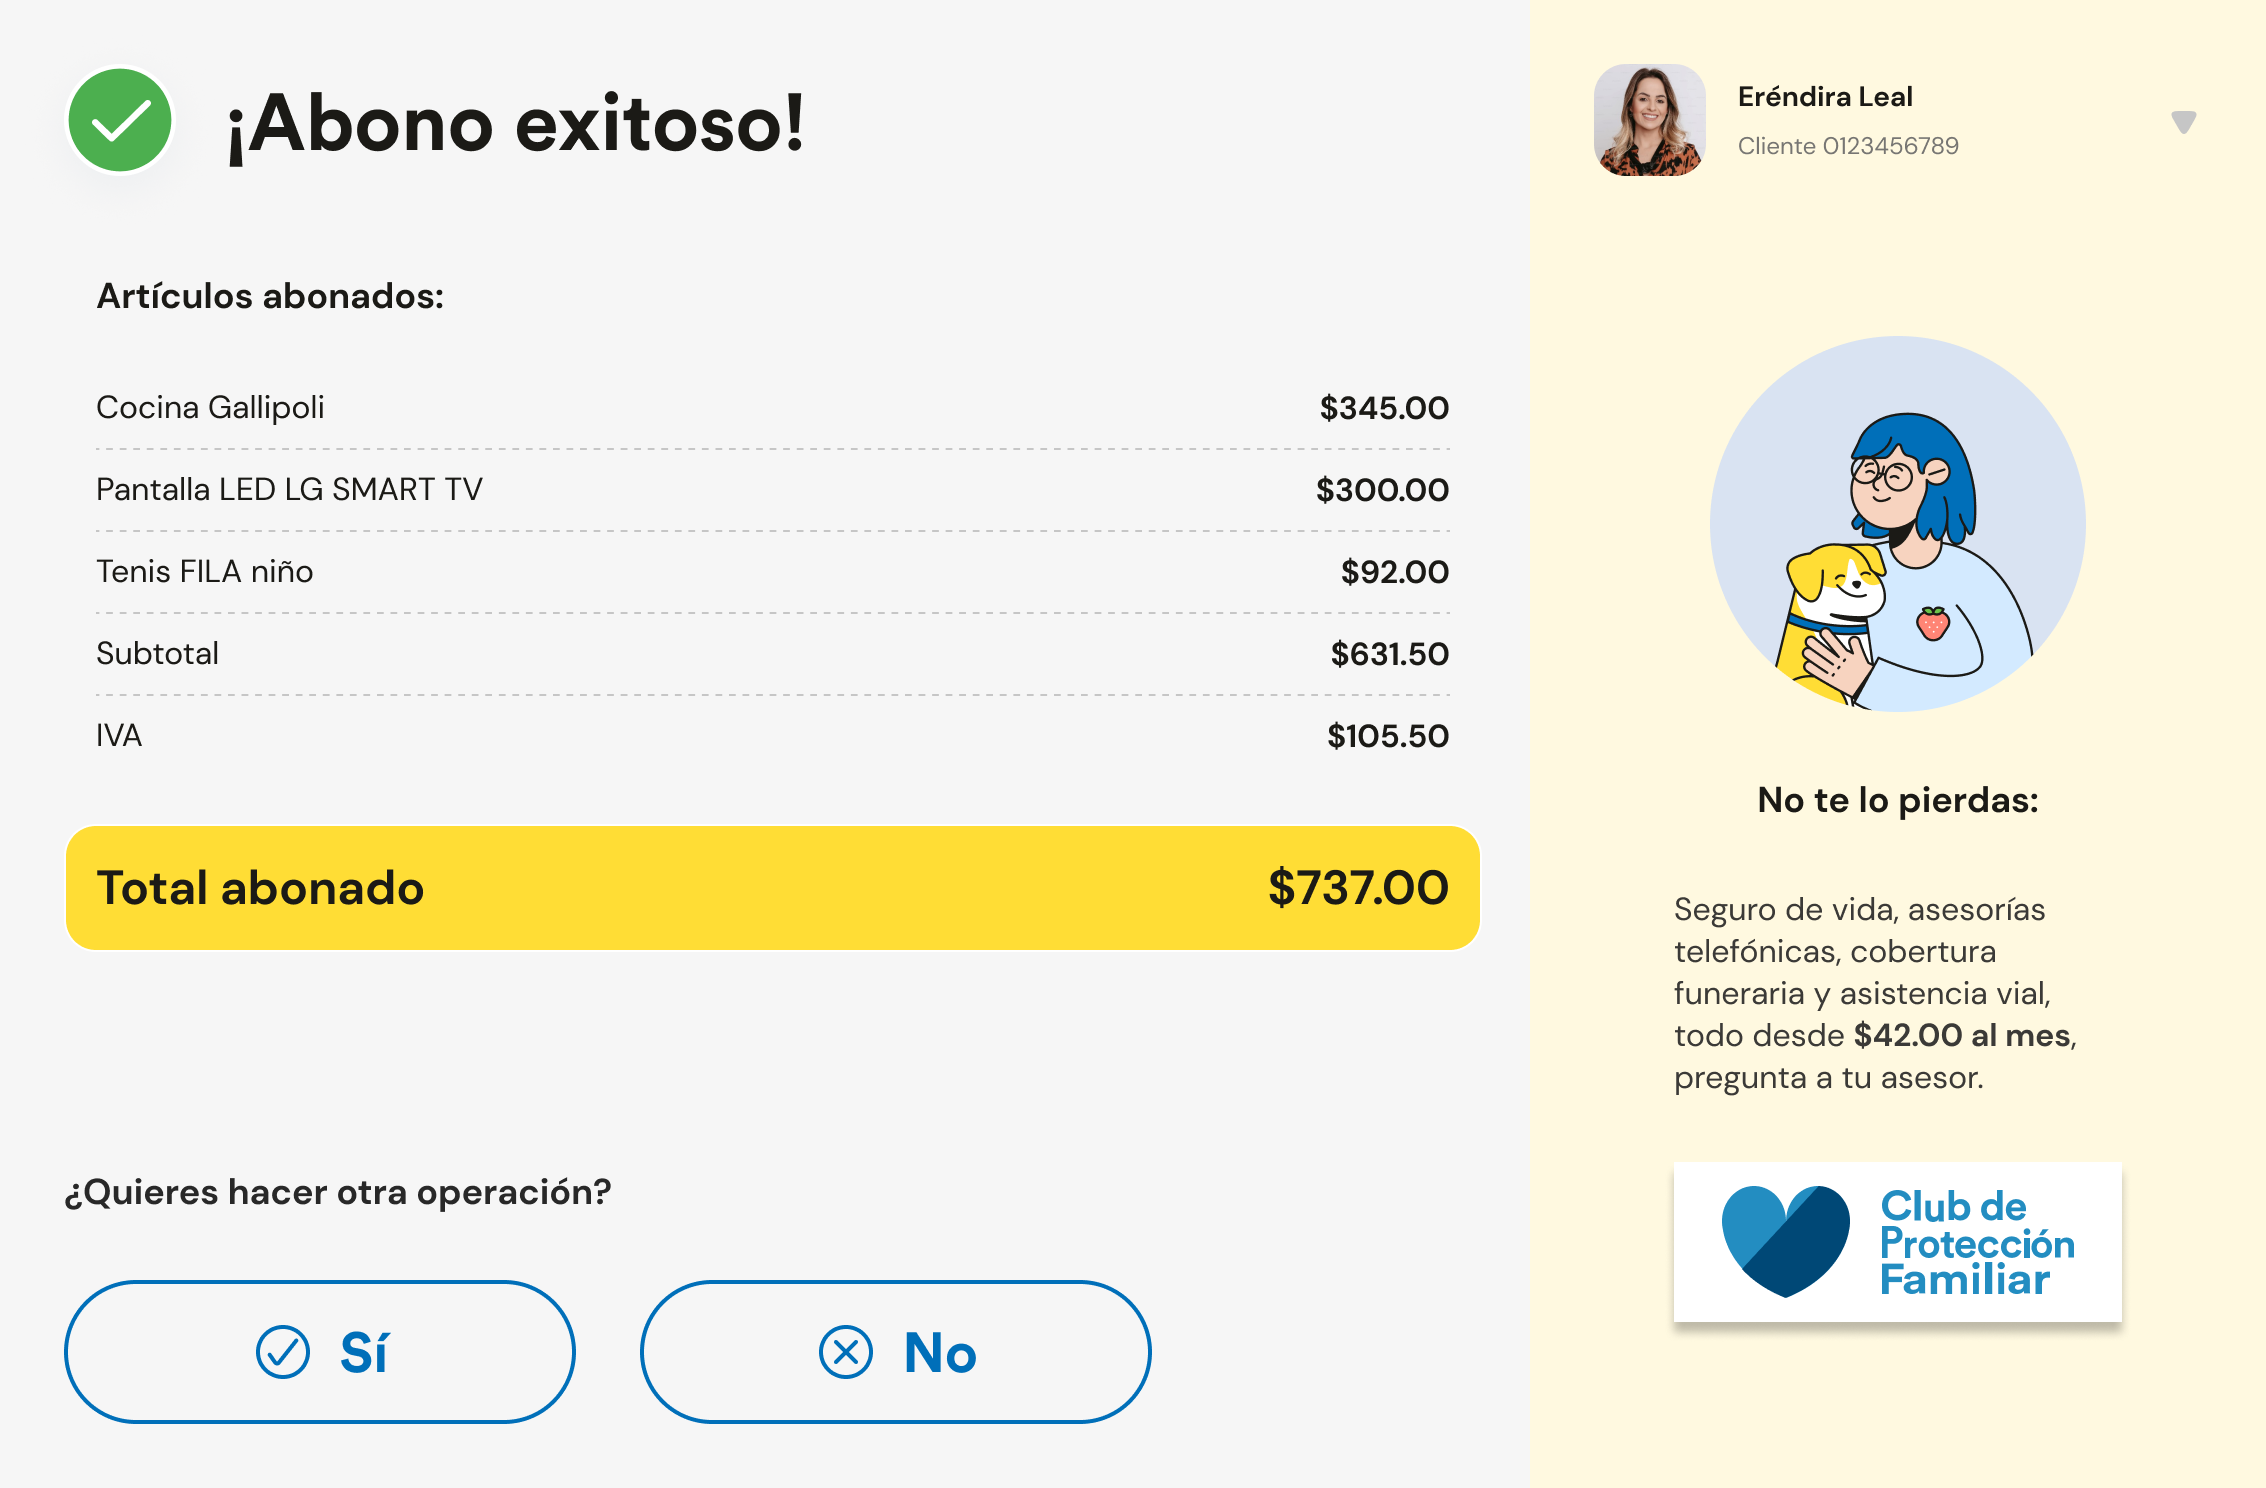 ¡Abono exitoso!
Artículos abonados:
Cocina Gallipoli $345.00
Pantalla LED LG SMART TV $300.00
Tenis FILA niño $92.00
Subtotal $631.50
IVA $105.50
Total abonado $737.00
¿Quieres hacer otra operación?
Sí No
Eréndira Leal
Cliente 0123456789
No te lo pierdas:
Seguro de vida, asesorías
telefónicas, cobertura
funeraria y asistencia vial,
todo desde $42.00 al mes,
pregunta a tu asesor.
Club de
Protección
Familiar